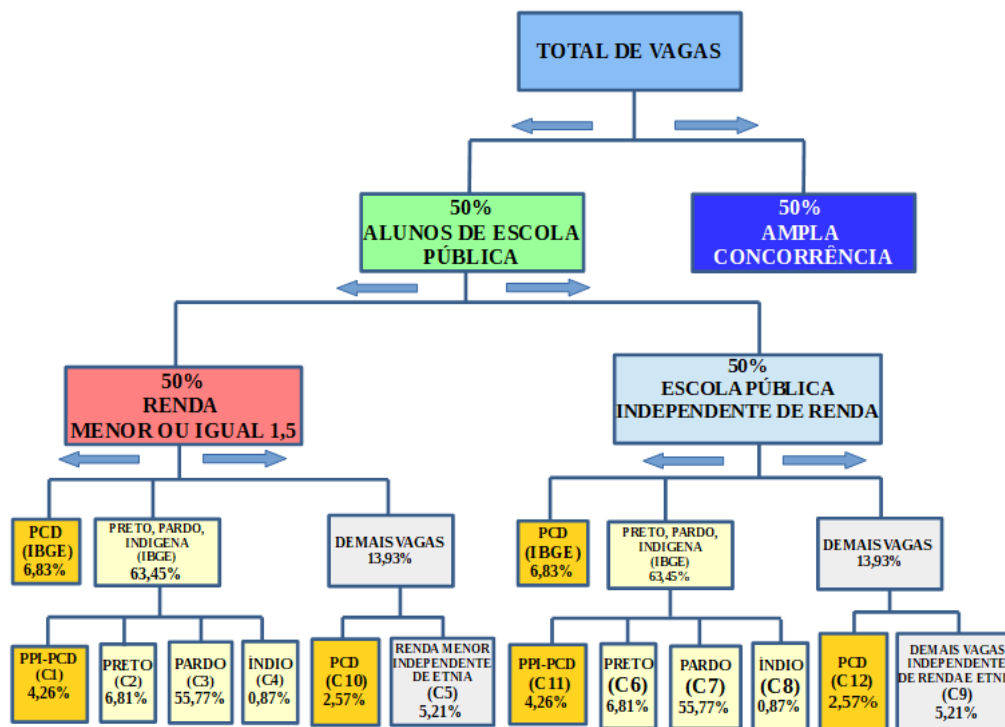 TOTAL DE VAGAS
50%
ALUNOS DE ESCOLA
PÚBLICA
50%
AMPLA
CONCORRÊNCIA
50%
RENDA
MENOR OU IGUAL 1,5
50%
ESCOLA PÚBLICA
INDEPENDENTE DE RENDA
PCD
(IBGE)
6,83%
PRETO, PARDO,
INDIGENA
(IBGE)
63,45%
DEMAIS VAGAS
13,93%
PCD
(IBGE)
6,83%
PRETO, PARDO,
INDIGENA
(IBGE)
63,45%
DEMAIS VAGAS
13,93%
PPI-PCD
(C1)
4,26%
PRETO
(C2)
6,81%
PARDO
(C3)
55,77%
ÍNDIO
(C4)
0,87%
PCD
(C10)
2,57%
RENDA MENOR
INDEPENDENTE
DE ETNIA
(C5)
5,21%
PPI-PCD
(C11)
4,26%
PRETO
(C6)
6,81%
PARDO
(C7)
55,77%
ÍNDIO
(C8)
0,87%
PCD
(C12)
2,57%
DEMAIS VAGAS
INDEPENDENTE
DE RENDA E ETNIA
(C9)
5,21%